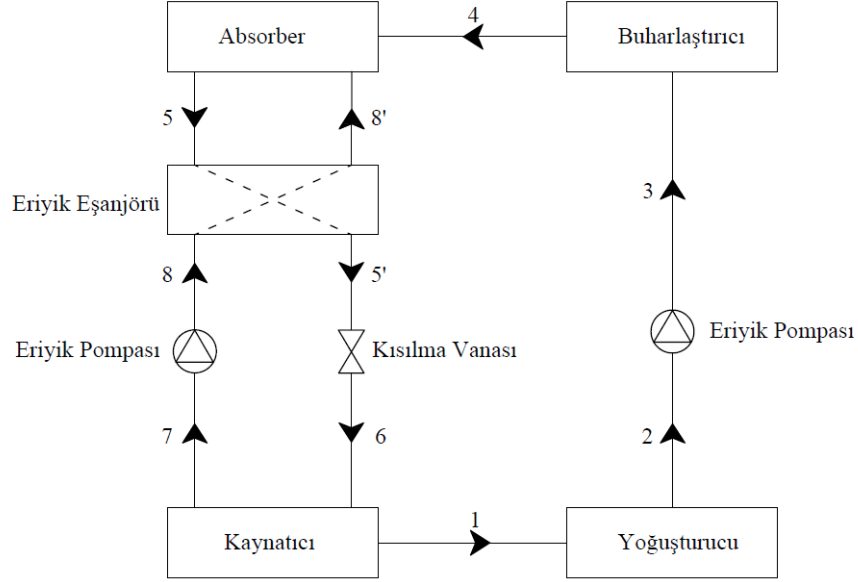 4
Absorber
Buharlaştırıcı
5
8'
3
Eriyik Eşanjörü
8
5'
Eriyik Pompası
Kısılma Vanası
Eriyik Pompası
7
6
2
Kaynatıcı
1
Yoğuşturucu